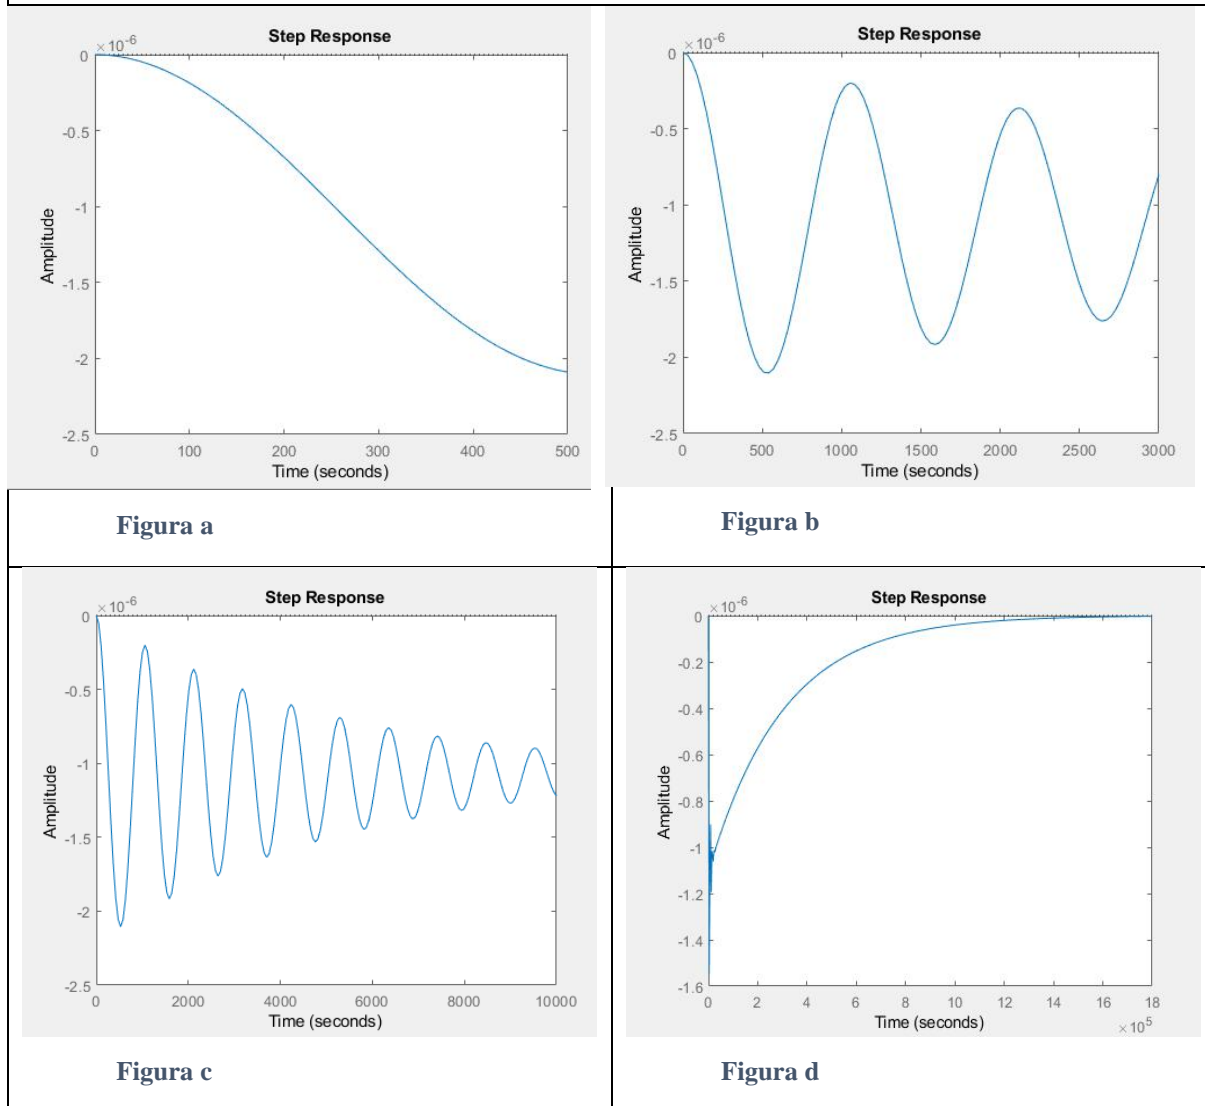 Step Response
×10-6
0
-0.5
-1
-1.5
-2
-2.5
Amplitude
0 100 200 300 400 500
Time (seconds)
Figura a
Step Response
×10-6
0
-0.5
-1
-1.5
-2
-2.5
Amplitude
0 500 1000 1500 2000 2500 3000
Time (seconds)
Figura b
Step Response
×10-6
0
-0.5
-1
-1.5
-2
-2.5
Amplitude
0 2000 4000 6000 8000 10000
Time (seconds)
Figura c
Step Response
×10-6
0
-0.2
-0.4
-0.6
-0.8
-1
-1.2
-1.4
-1.6
Amplitude
0 2 4 6 8 10 12 14 16 18
Time (seconds)
×10 5
Figura d